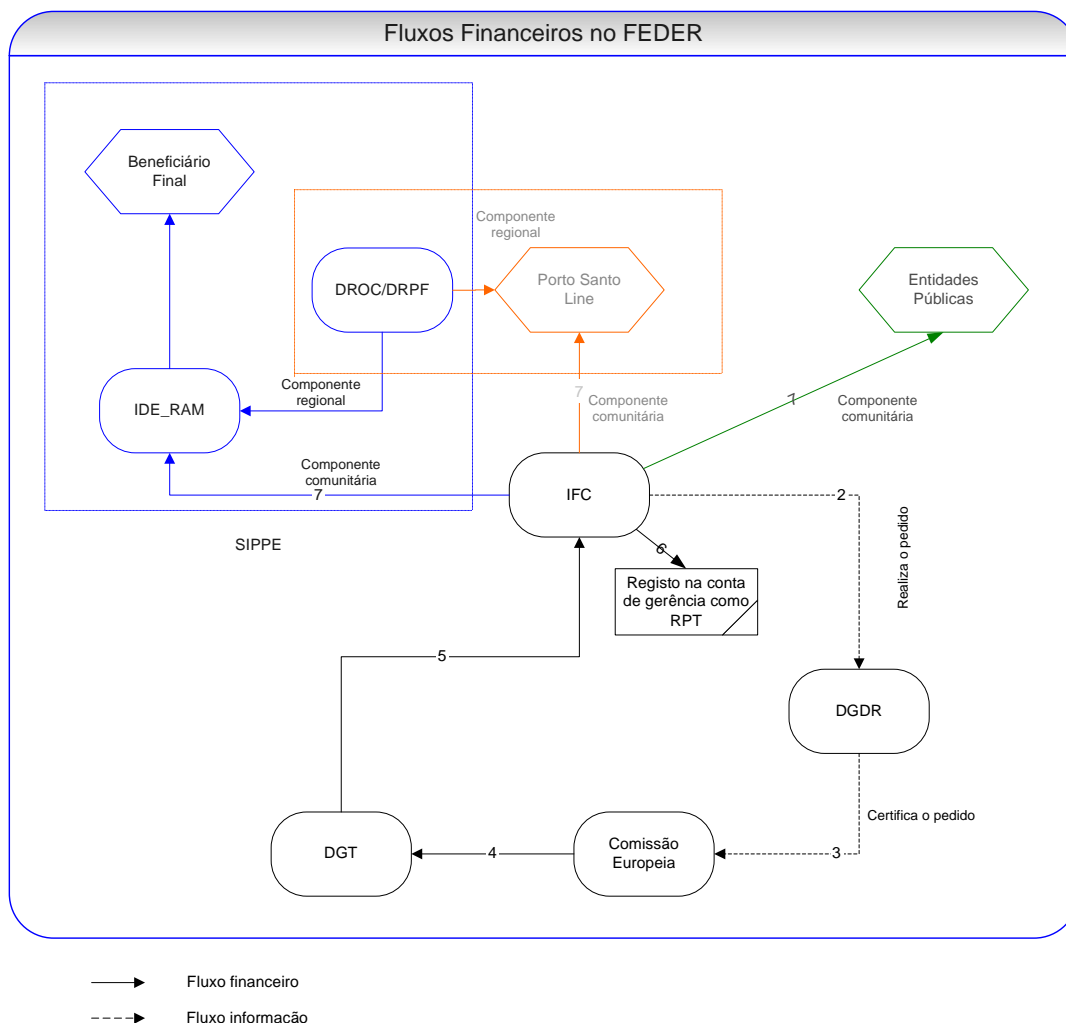 Fluxos Financeiros no FEDER
Beneficiário
Final
Componente
regional
DROC/DRPF
Porto Santo
Line
Entidades
Públicas
Componente
regional
IDE_RAM
7
Componente
comunitária
7
Componente
comunitária
Componente
comunitária
7
IFC
2
SIPPE
6
Realiza o pedido
Registo na conta
de gerência como
RPT
5
DGDR
Certifica o pedido
DGT
4
Comissão
Europeia
3
Fluxo financeiro
Fluxo informação